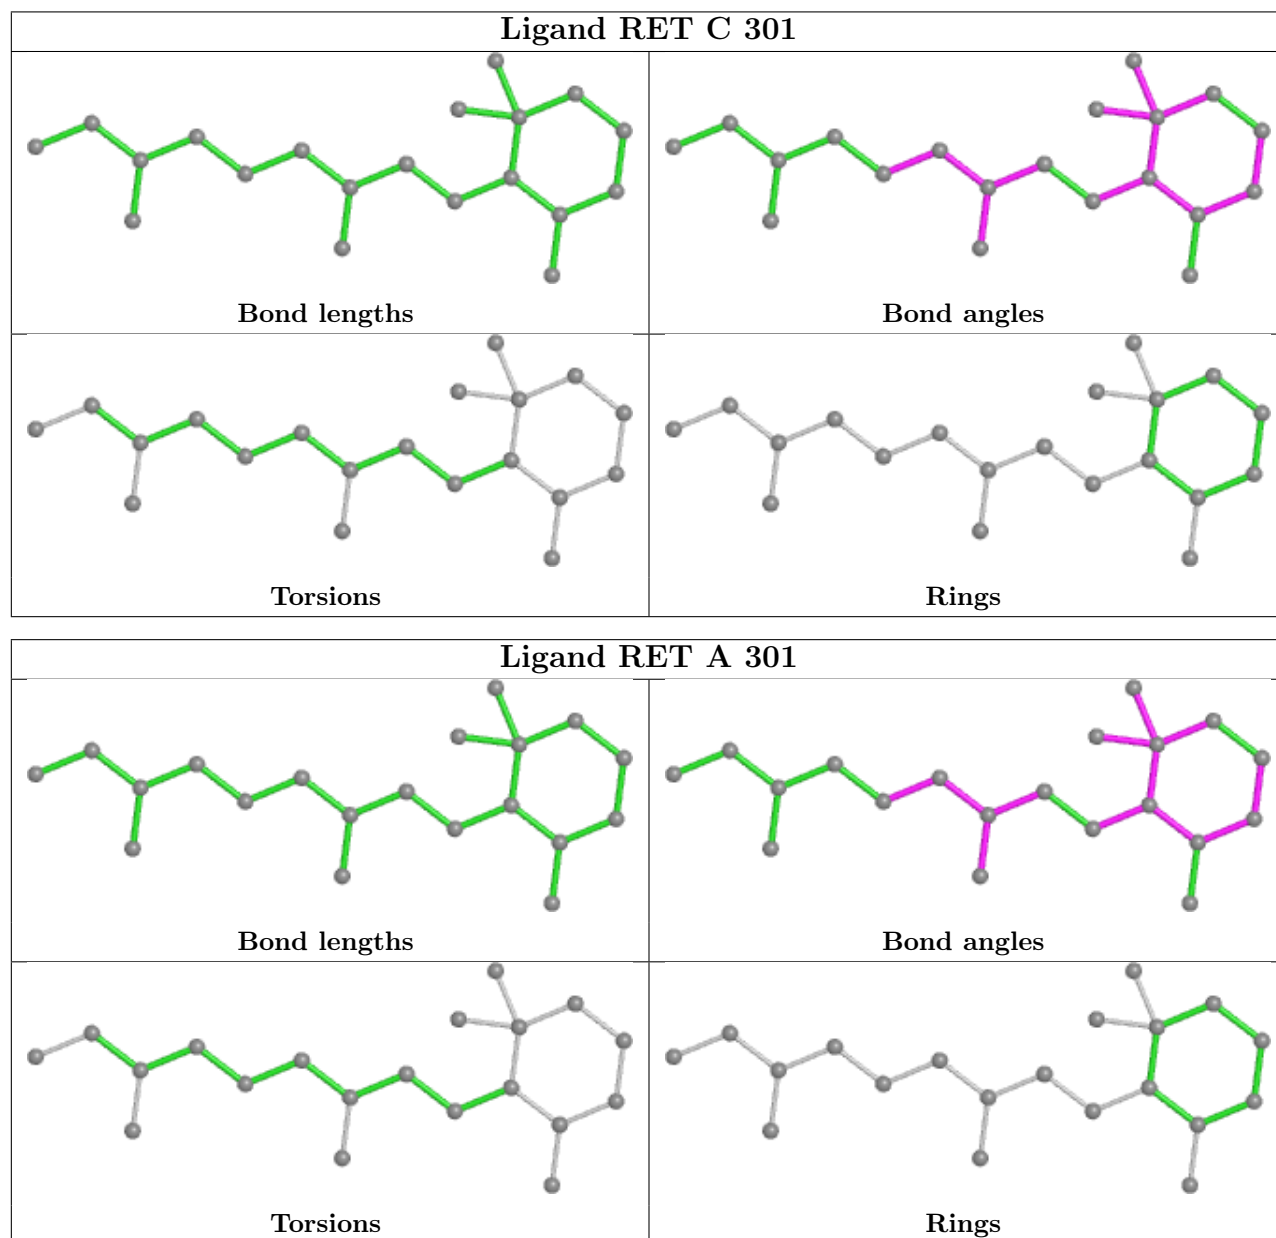 Ligand RET C 301
Bond lengths
Bond angles
Torsions
Rings
Ligand RET A 301
Bond lengths
Bond angles
Torsions
Rings